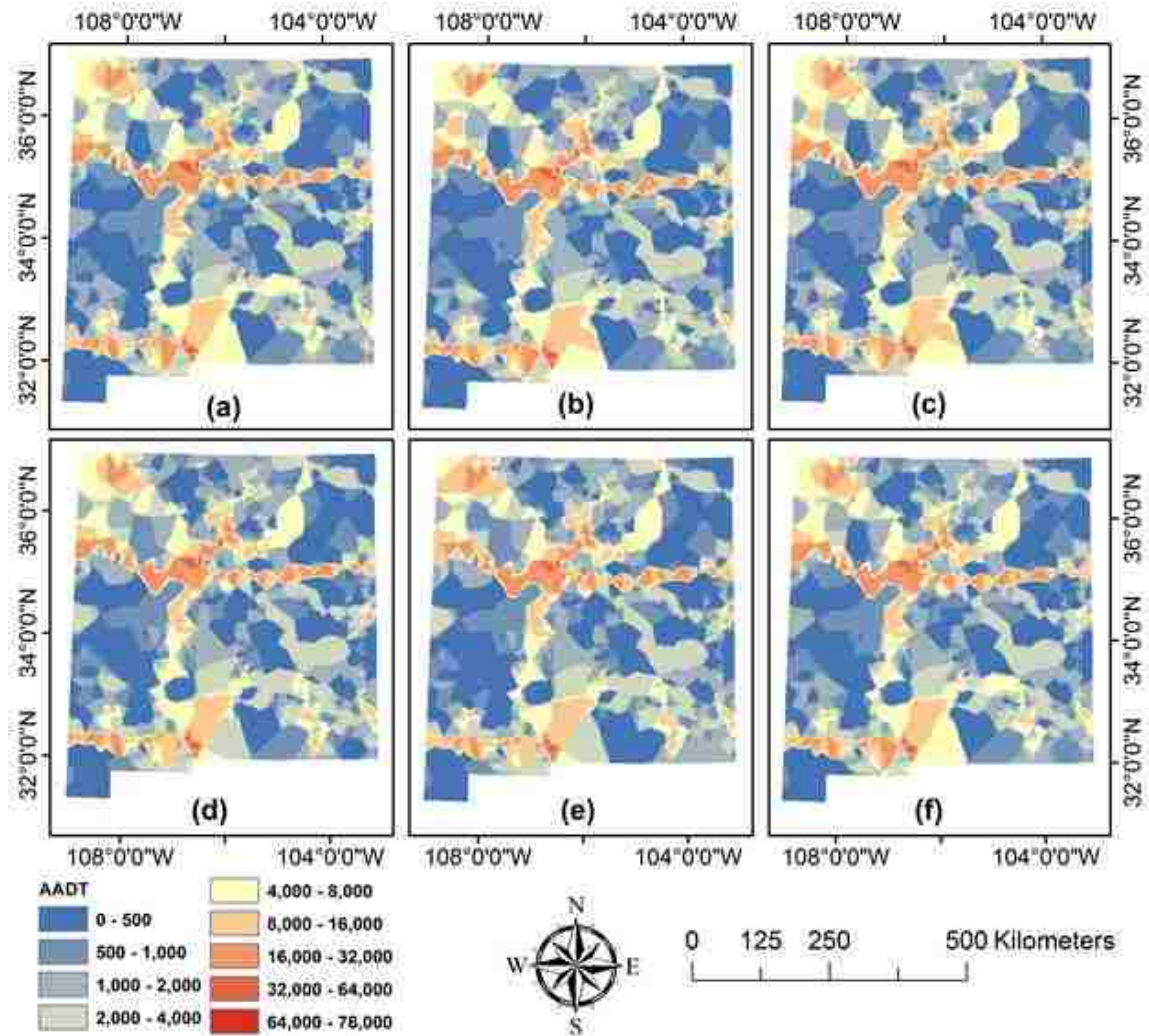 108°0'0"W 104°0'0"W 108°0'0"W 104°0'0"W 108°0'0"W 104°0'0"W
36°0'0"N
34°0'0"N
32°0'0"N
36°0'0"N
34°0'0"N
32°0'0"N
(a) (b) (c)
36°0'0"N
34°0'0"N
32°0'0"N
36°0'0"N
34°0'0"N
32°0'0"N
(d) (e) (f)
108°0'0"W 104°0'0"W 108°0'0"W 104°0'0"W 108°0'0"W 104°0'0"W
AADT
0 - 500
500 - 1,000
1,000 - 2,000
2,000 - 4,000
4,000 - 8,000
8,000 - 16,000
16,000 - 32,000
32,000 - 64,000
64,000 - 78,000
N
W E
S
0 125 250 500 Kilometers